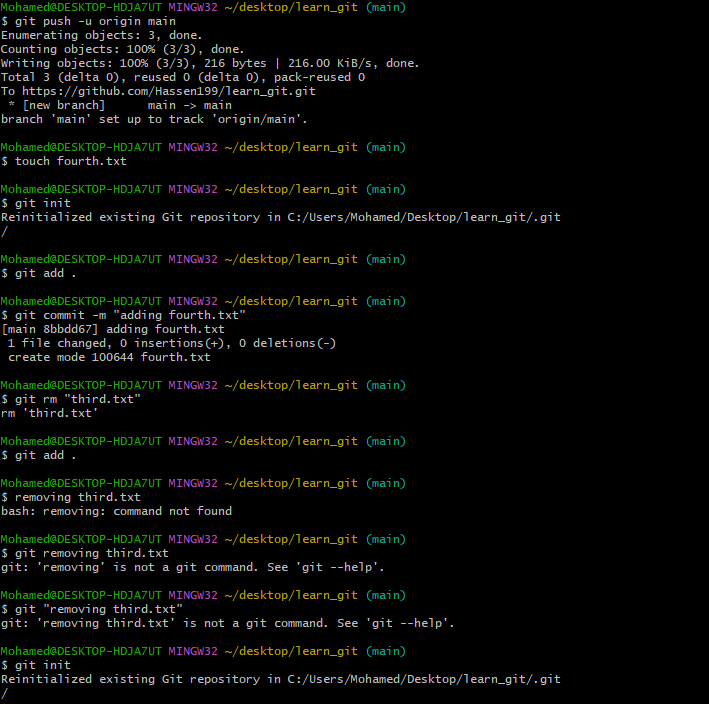 Mohamed@DESKTOP-HDJA7UT MINGW32 ~/desktop/learn_git (main)
$ git push -u origin main
Enumerating objects: 3, done.
Counting objects: 100% (3/3), done.
Writing objects: 100% (3/3), 216 bytes | 216.00 KiB/s, done.
Total 3 (delta 0), reused 0 (delta 0), pack-reused 0
To https://github.com/Hassen199/learn_git.git
 * [new branch]      main -> main
branch 'main' set up to track 'origin/main'.

Mohamed@DESKTOP-HDJA7UT MINGW32 ~/desktop/learn_git (main)
$ touch fourth.txt

Mohamed@DESKTOP-HDJA7UT MINGW32 ~/desktop/learn_git (main)
$ git init
Reinitialized existing Git repository in C:/Users/Mohamed/Desktop/learn_git/.git
/

Mohamed@DESKTOP-HDJA7UT MINGW32 ~/desktop/learn_git (main)
$ git add .

Mohamed@DESKTOP-HDJA7UT MINGW32 ~/desktop/learn_git (main)
$ git commit -m "adding fourth.txt"
[main 8bbdd67] adding fourth.txt
 1 file changed, 0 insertions(+), 0 deletions(-)
 create mode 100644 fourth.txt

Mohamed@DESKTOP-HDJA7UT MINGW32 ~/desktop/learn_git (main)
$ git rm "third.txt"
rm 'third.txt'

Mohamed@DESKTOP-HDJA7UT MINGW32 ~/desktop/learn_git (main)
$ git add .

Mohamed@DESKTOP-HDJA7UT MINGW32 ~/desktop/learn_git (main)
$ removing third.txt
bash: removing: command not found

Mohamed@DESKTOP-HDJA7UT MINGW32 ~/desktop/learn_git (main)
$ git removing third.txt
git: 'removing' is not a git command. See 'git --help'.

Mohamed@DESKTOP-HDJA7UT MINGW32 ~/desktop/learn_git (main)
$ git "removing third.txt"
git: 'removing third.txt' is not a git command. See 'git --help'.

Mohamed@DESKTOP-HDJA7UT MINGW32 ~/desktop/learn_git (main)
$ git init
Reinitialized existing Git repository in C:/Users/Mohamed/Desktop/learn_git/.git
/